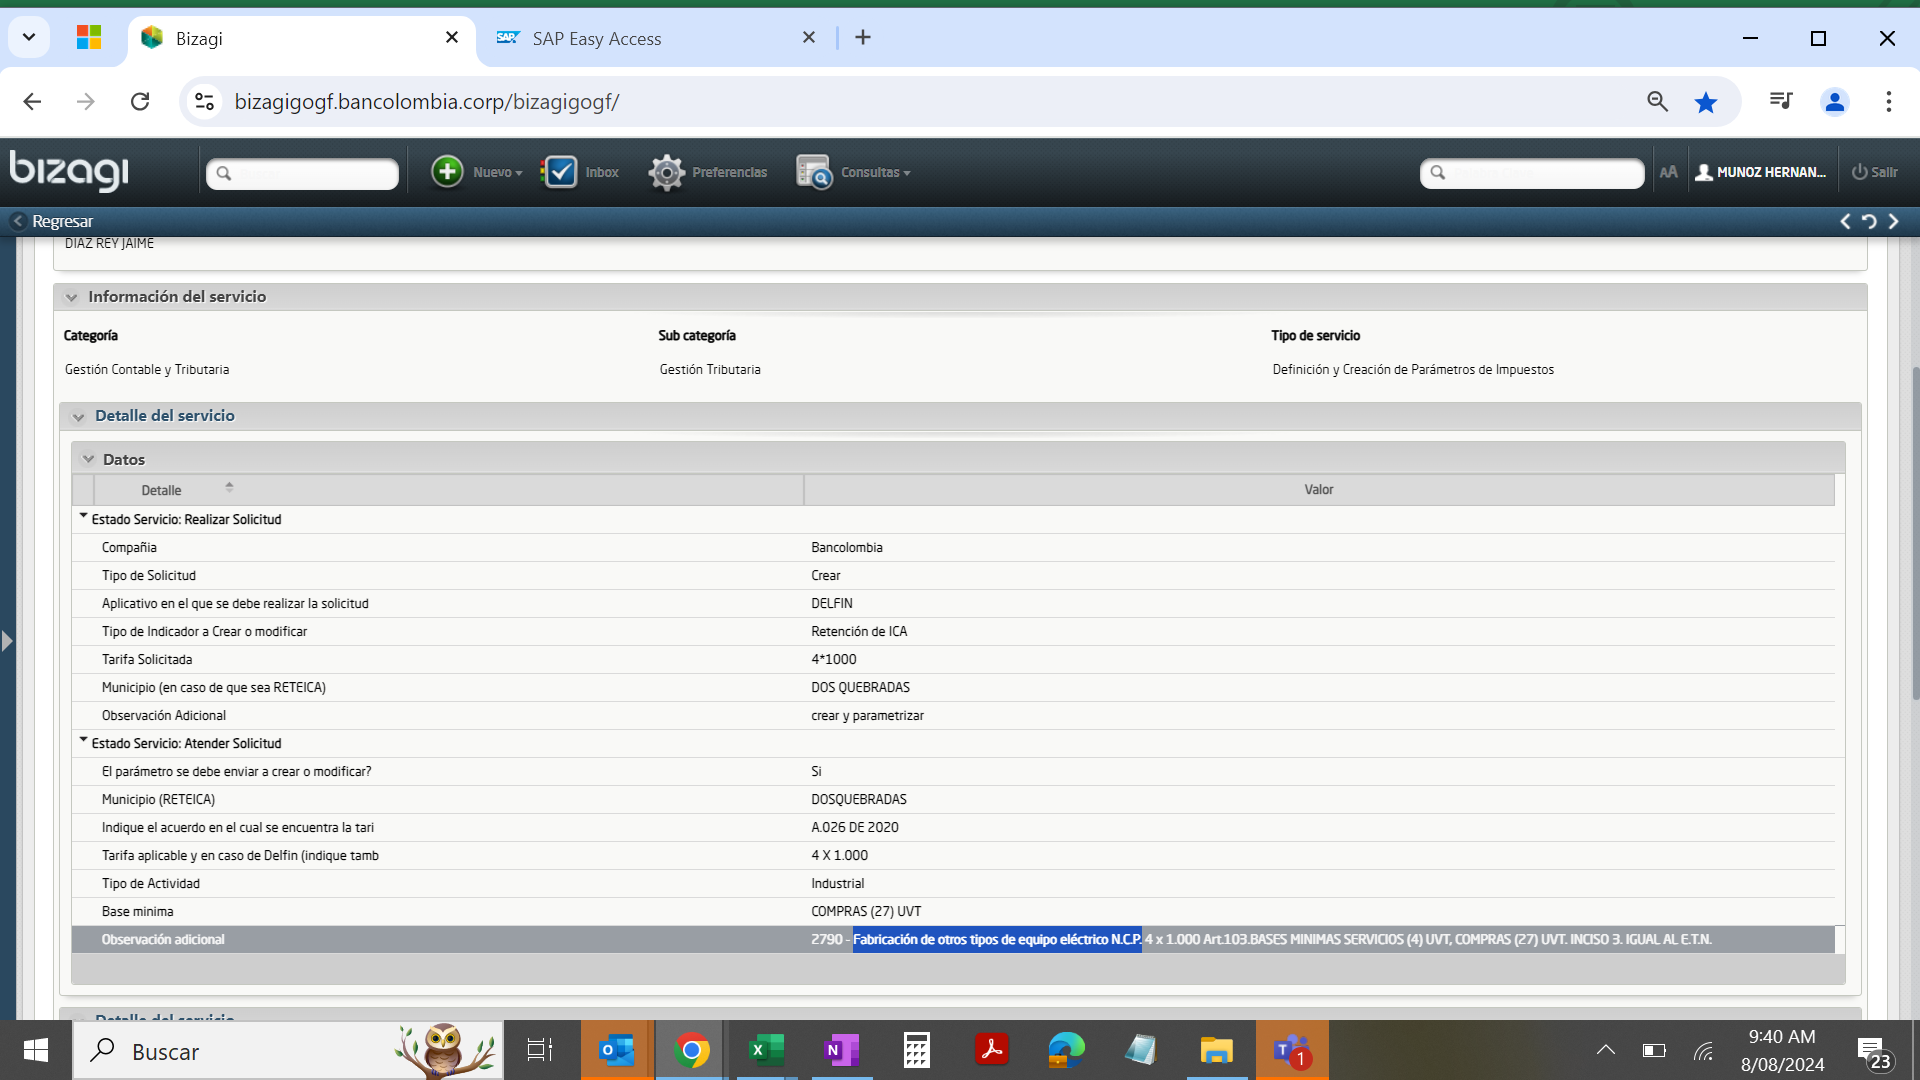 Bizagi
SAP Easy Access
bizagigogf.bancolombia.corp/bizagigogf/
bizagi
Nuevo
Inbox
Preferencias
Consultas
AA
MUNOZ HERNAN...
Salir
Regresar
DIAZ REY JAIME
Información del servicio
Categoría Sub categoría Tipo de servicio
Gestión Contable y Tributaria Gestión Tributaria Definición y Creación de Parámetros de Impuestos
Detalle del servicio
Datos
Detalle Valor
Estado Servicio: Realizar Solicitud
Compañia Bancolombia
Tipo de Solicitud Crear
Aplicativo en el que se debe realizar la solicitud DELFIN
Tipo de Indicador a Crear o modificar Retención de ICA
Tarifa Solicitada 4*1000
Municipio (en caso de que sea RETEICA) DOS QUEBRADAS
Observación Adicional crear y parametrizar
Estado Servicio: Atender Solicitud
El parámetro se debe enviar a crear o modificar? Si
Municipio (RETEICA) DOSQUEBRADAS
Indique el acuerdo en el cual se encuentra la tari A.026 DE 2020
Tarifa aplicable y en caso de Delfin (indique tamb 4 X 1.000
Tipo de Actividad Industrial
Base minima COMPRAS (27) UVT
Observación adicional 2790 - Fabricación de otros tipos de equipo eléctrico N.C.P. 4 x 1.000 Art.103.BASES MINIMAS SERVICIOS (4) UVT, COMPRAS (27) UVT. INCISO 3. IGUAL AL E.T.N.
Detalle del servicio
Buscar
1
9:40 AM
8/08/2024
23